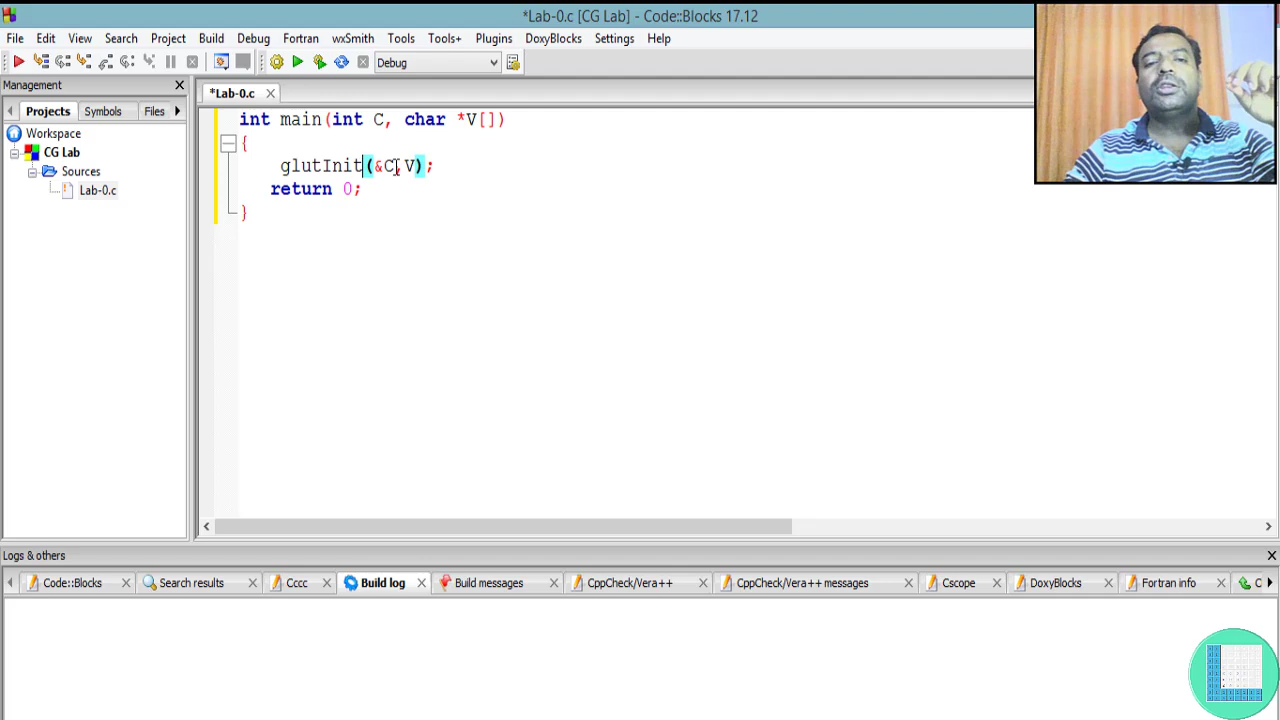 *Lab-0.c [CG Lab] - Code::Blocks 17.12
File Edit View Search Project Build Debug Fortran wxSmith Tools Tools+ Plugins DoxyBlocks Settings Help
Debug
Management
*Lab-0.c
Projects Symbols Files
Workspace
CG Lab
Sources
Lab-0.c
int main(int C, char *V[])
{
glutInit(&C,V);
return 0;
}
Logs & others
Code::Blocks Search results Cccc Build log Build messages CppCheck/Vera++ CppCheck/Vera++ messages Cscope DoxyBlocks Fortran info C